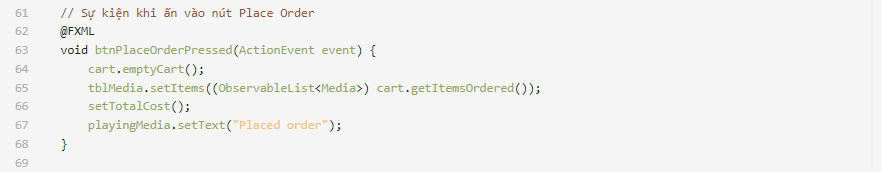 61 // Sự kiện khi ấn vào nút Place Order
62 @FXML
63 void btnPlaceOrderPressed(ActionEvent event) {
64 cart.emptyCart();
65 tblMedia.setItems((ObservableList<Media>) cart.getItemsOrdered());
66 setTotalCost();
67 playingMedia.setText("Placed order");
68 }
69